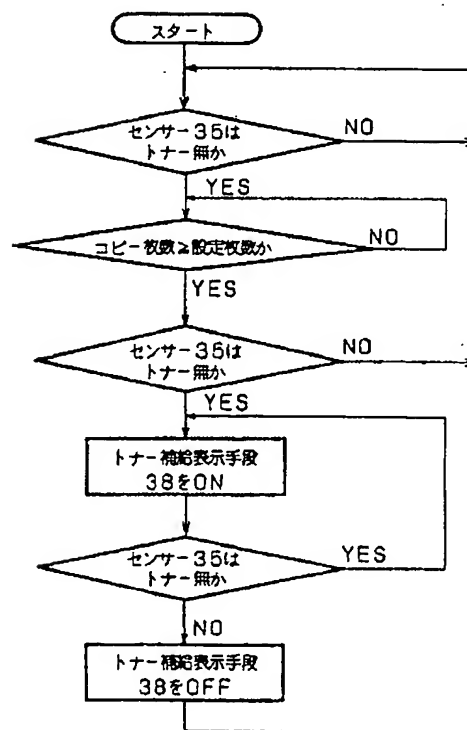 スタート
センサー35は
トナー無か
NO
YES
コピー枚数≧設定枚数か
NO
YES
センサー35は
トナー無か
NO
YES
トナー補給表示手段
38をON
センサー35は
トナー無か
YES
NO
トナー補給表示手段
38をOFF